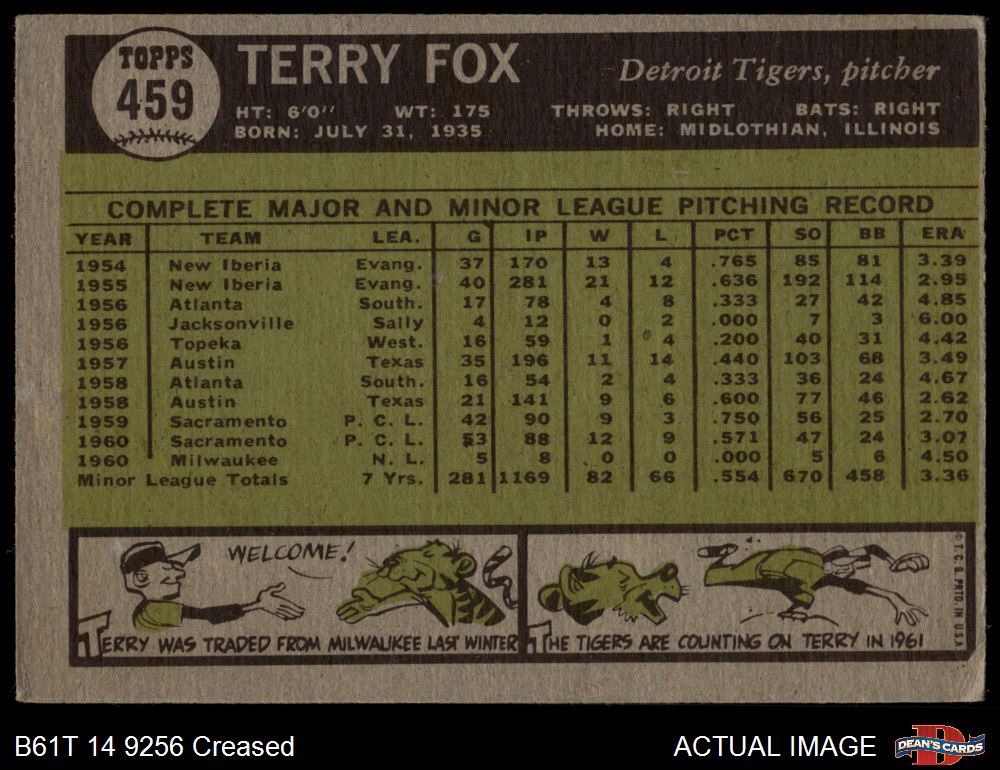 TOPPS
459
TERRY FOX
Detroit Tigers, pitcher
HT: 6'0" WT: 175 THROWS: RIGHT BATS: RIGHT
BORN: JULY 31, 1935 HOME: MIDLOTHIAN, ILLINOIS
COMPLETE MAJOR AND MINOR LEAGUE PITCHING RECORD
YEAR TEAM LEA. G IP W L PCT SO BB ERA
1954 New Iberia Evang. 37 170 13 4 .765 85 81 3.39
1955 New Iberia Evang. 40 281 21 12 .636 192 114 2.95
1956 Atlanta South. 17 78 4 8 .333 27 42 4.85
1956 Jacksonville Sally 4 12 0 2 .000 7 3 6.00
1956 Topeka West. 16 59 1 4 .200 40 31 4.42
1957 Austin Texas 35 196 11 14 .440 103 68 3.49
1958 Atlanta South. 16 54 2 4 .333 36 24 4.67
1958 Austin Texas 21 141 9 6 .600 77 46 2.62
1959 Sacramento P. C. L. 42 90 9 3 .750 56 25 2.70
1960 Sacramento P. C. L. 53 88 12 9 .571 47 24 3.07
1960 Milwaukee N. L. 5 8 0 0 .000 5 6 4.50
Minor League Totals 7 Yrs. 281 1169 82 66 .554 670 458 3.36
WELCOME!
TERRY WAS TRADED FROM MILWAUKEE LAST WINTER
THE TIGERS ARE COUNTING ON TERRY IN 1961
© T. C. G. PRTD. IN U.S.A.
B61T 14 9256 Creased
ACTUAL IMAGE
D
DEAN'S CARDS